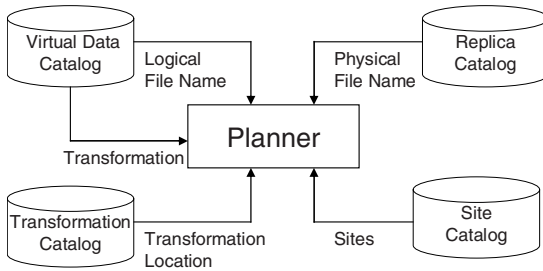 Virtual Data
Catalog
Logical
File Name
Physical
File Name
Replica
Catalog
Planner
Transformation
Transformation
Catalog
Transformation
Location
Sites
Site
Catalog